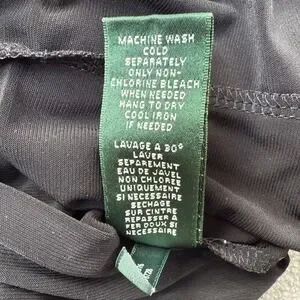 MACHINE WASH
COLD
SEPARATELY
ONLY NON-
CHLORINE BLEACH
WHEN NEEDED
HANG TO DRY
COOL IRON
IF NEEDED
LAVAGE A 30°
LAVER
SEPAREMENT
EAU DE JAVEL
NON CHLOREE
UNIQUEMENT
SI NECESSAIRE
SECHAGE
SUR CINTRE
REPASSER A
FER DOUX SI
NECESSAIRE